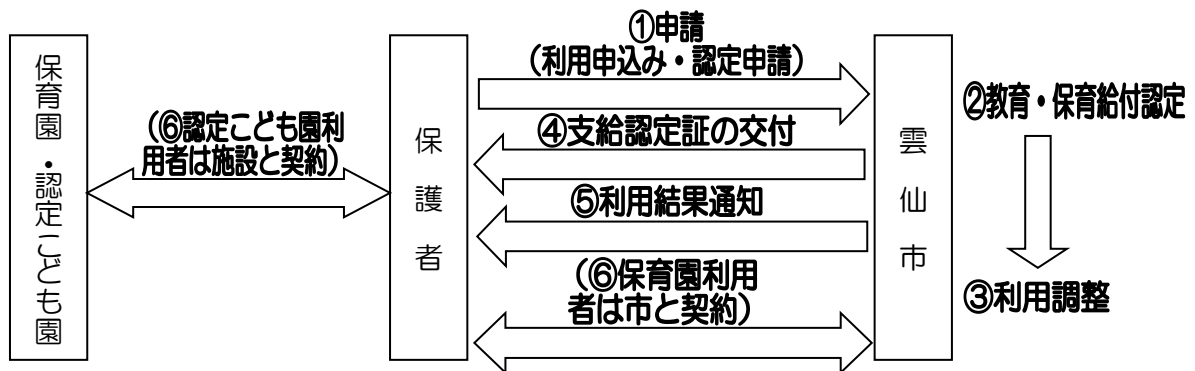 保育園・認定こども園
(⑥認定こども園利
用者は施設と契約)
保護者
①申請
(利用申込み・認定申請)
④支給認定証の交付
⑤利用結果通知
(⑥保育園利用
者は市と契約)
雲仙市
②教育・保育給付認定
③利用調整